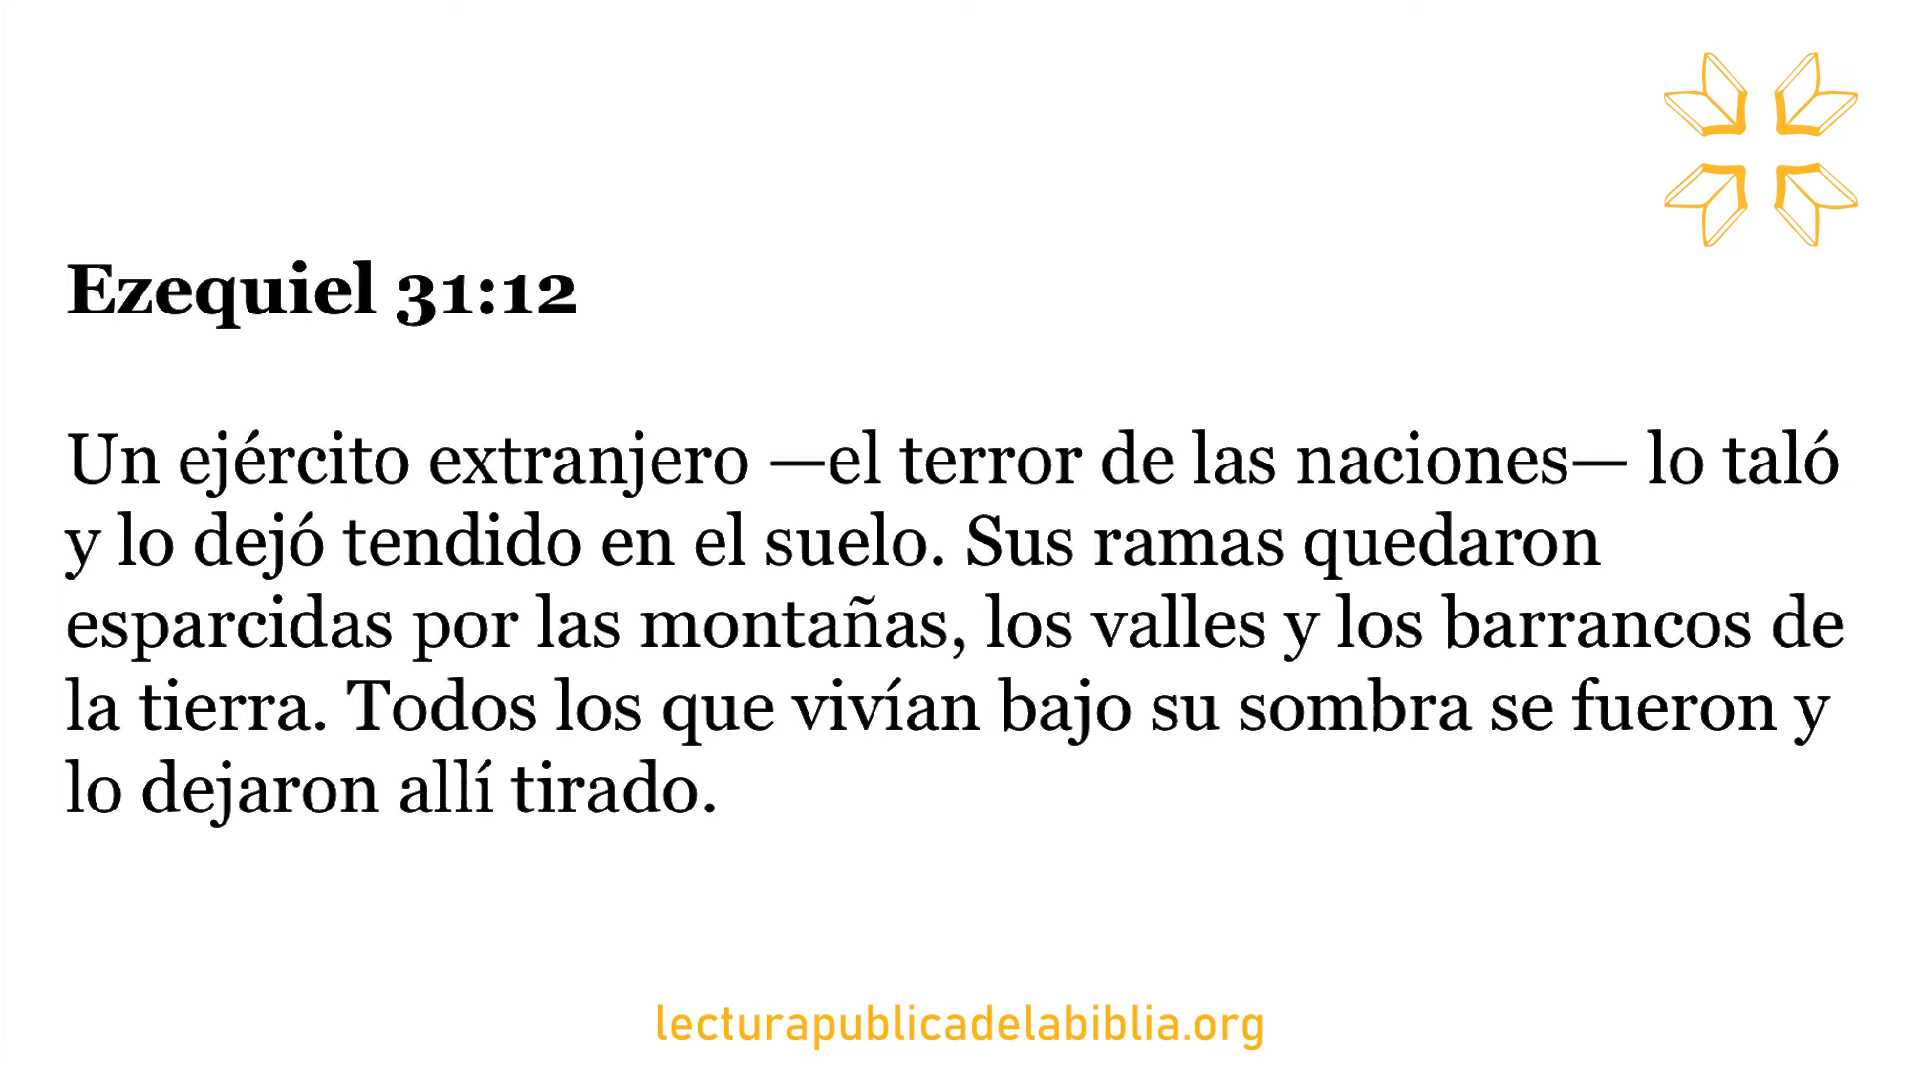 Ezequiel 31:12
Un ejército extranjero —el terror de las naciones— lo taló
y lo dejó tendido en el suelo. Sus ramas quedaron
esparcidas por las montañas, los valles y los barrancos de
la tierra. Todos los que vivían bajo su sombra se fueron y
lo dejaron allí tirado.
lecturapublicadelabiblia.org